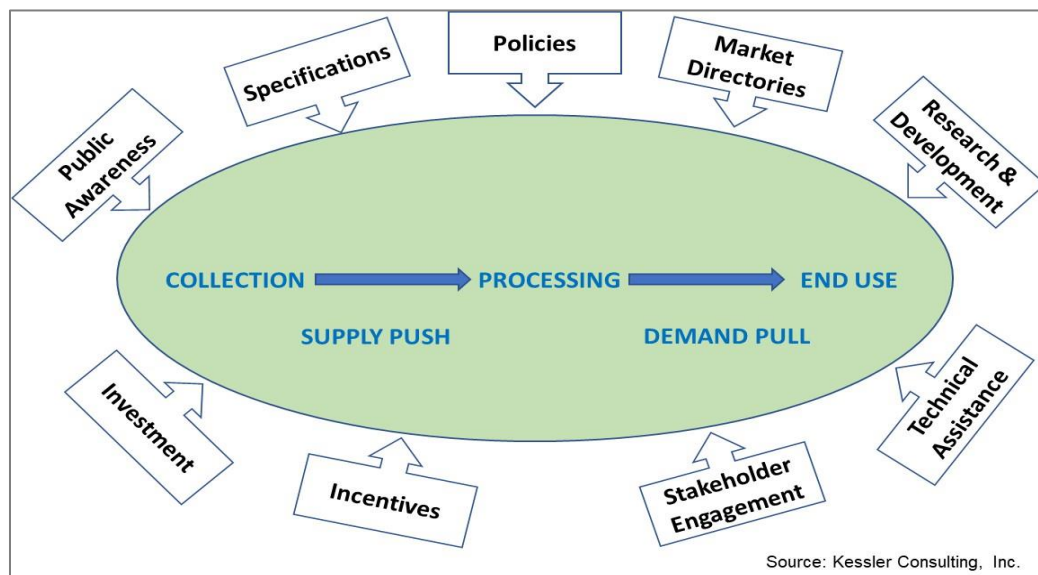 Policies
Specifications
Market
Directories
Public
Awareness
Research &
Development
COLLECTION
PROCESSING
END USE
SUPPLY PUSH
DEMAND PULL
Investment
Incentives
Stakeholder
Engagement
Technical
Assistance
Source: Kessler Consulting, Inc.